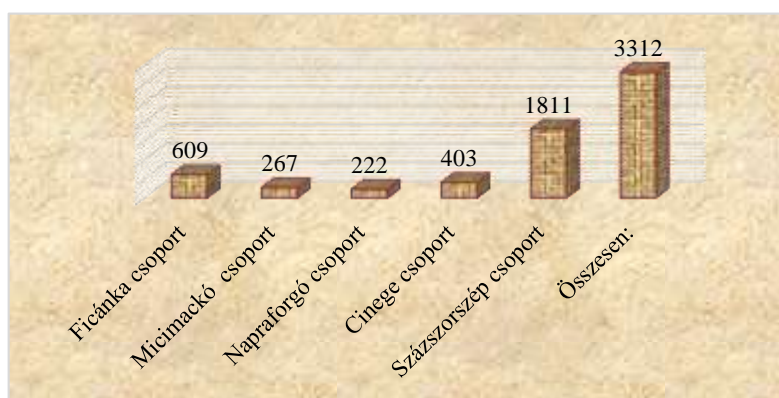 3312
1811
609
267
222
403
Ficánka csoport
Micimackó csoport
Napraforgó csoport
Cinege csoport
Százszorszép csoport
Összesen: